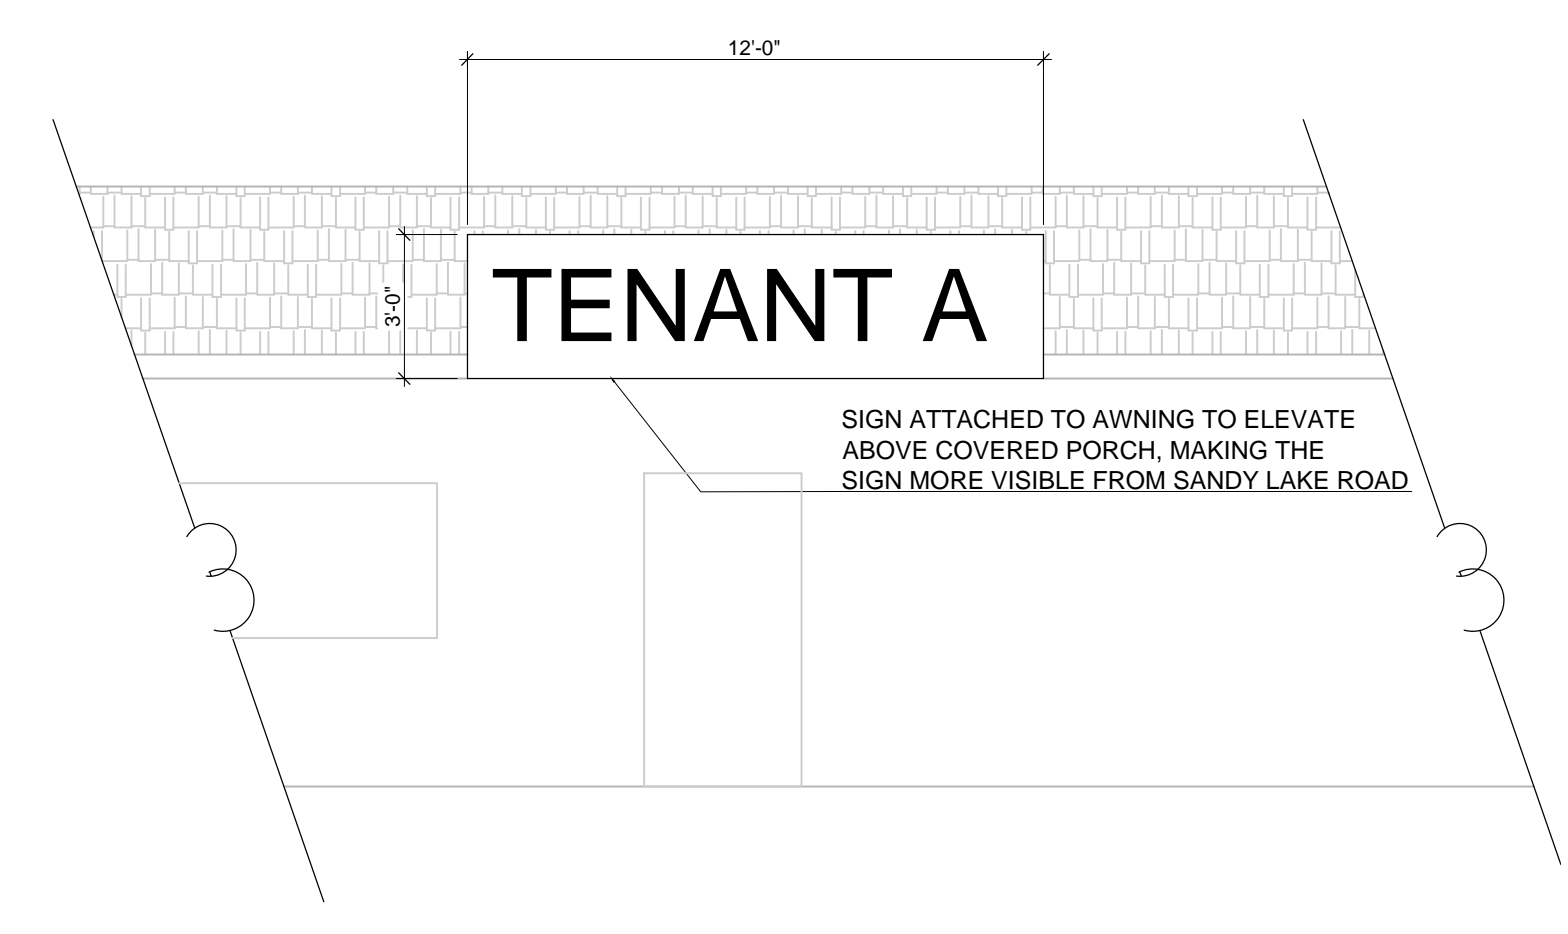 12'-0"
3'-0"
TENANT A
SIGN ATTACHED TO AWNING TO ELEVATE
ABOVE COVERED PORCH, MAKING THE
SIGN MORE VISIBLE FROM SANDY LAKE ROAD